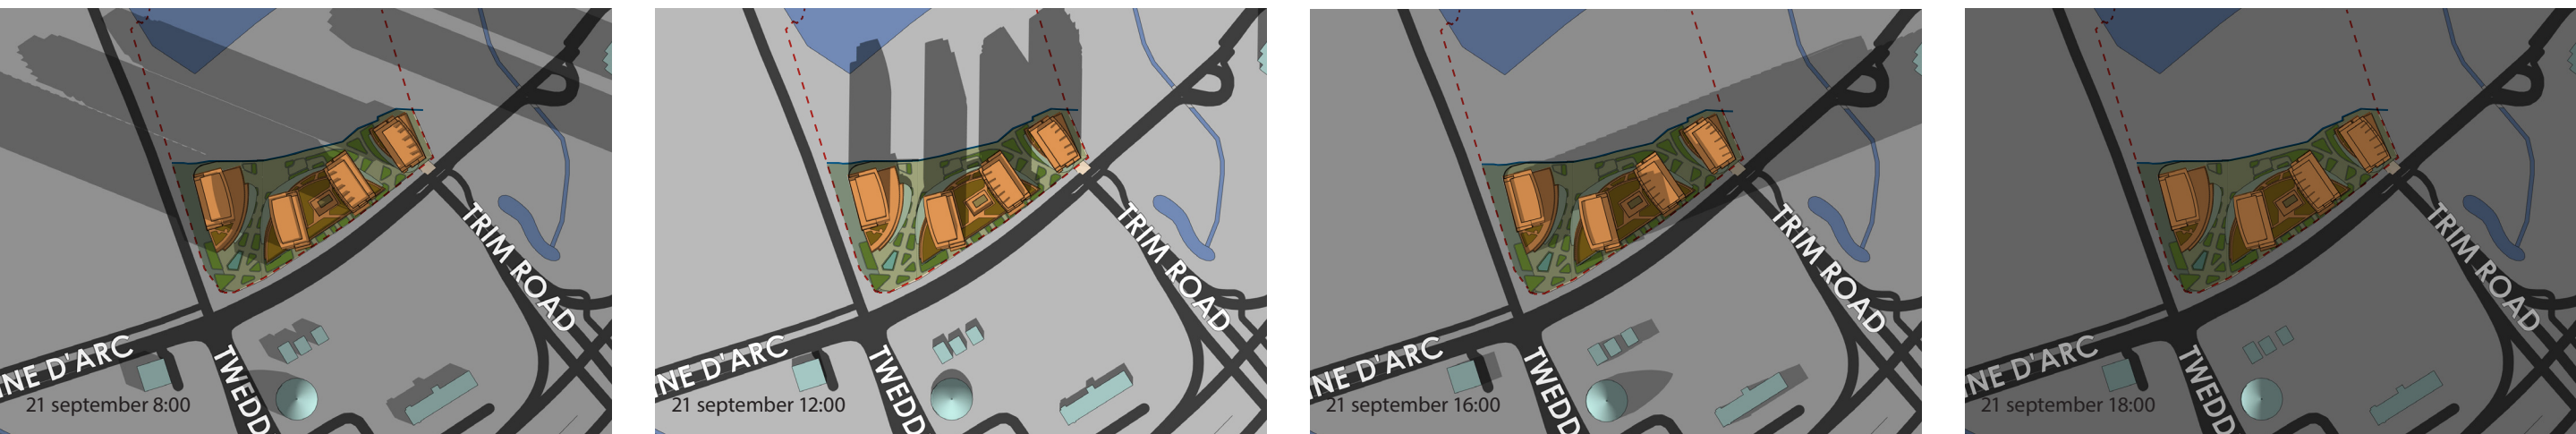 TRIM ROAD
NE D'ARC
TWEDD
21 september 8:00
TRIM ROAD
NE D'ARC
TWEDD
21 september 12:00
TRIM ROAD
NE D'ARC
TWEDD
21 september 16:00
TRIM ROAD
NE D'ARC
TWEDD
21 september 18:00